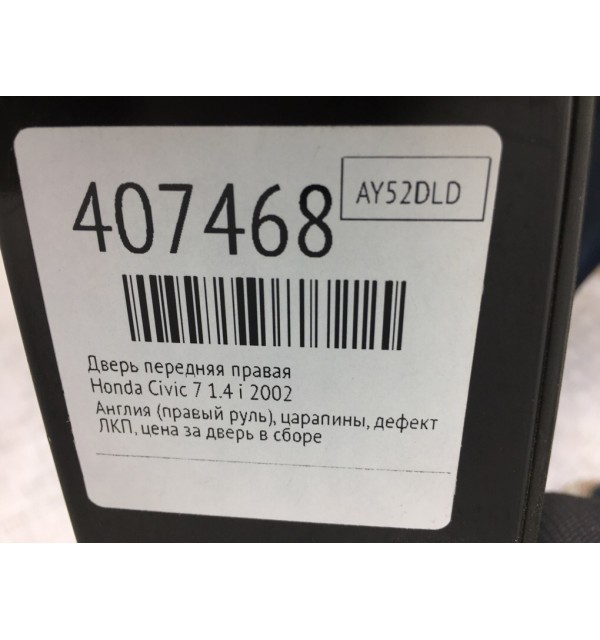 407468
AY52DLD
Дверь передняя правая
Honda Civic 7 1.4 i 2002
Англия (правый руль), царапины, дефект
ЛКП, цена за дверь в сборе